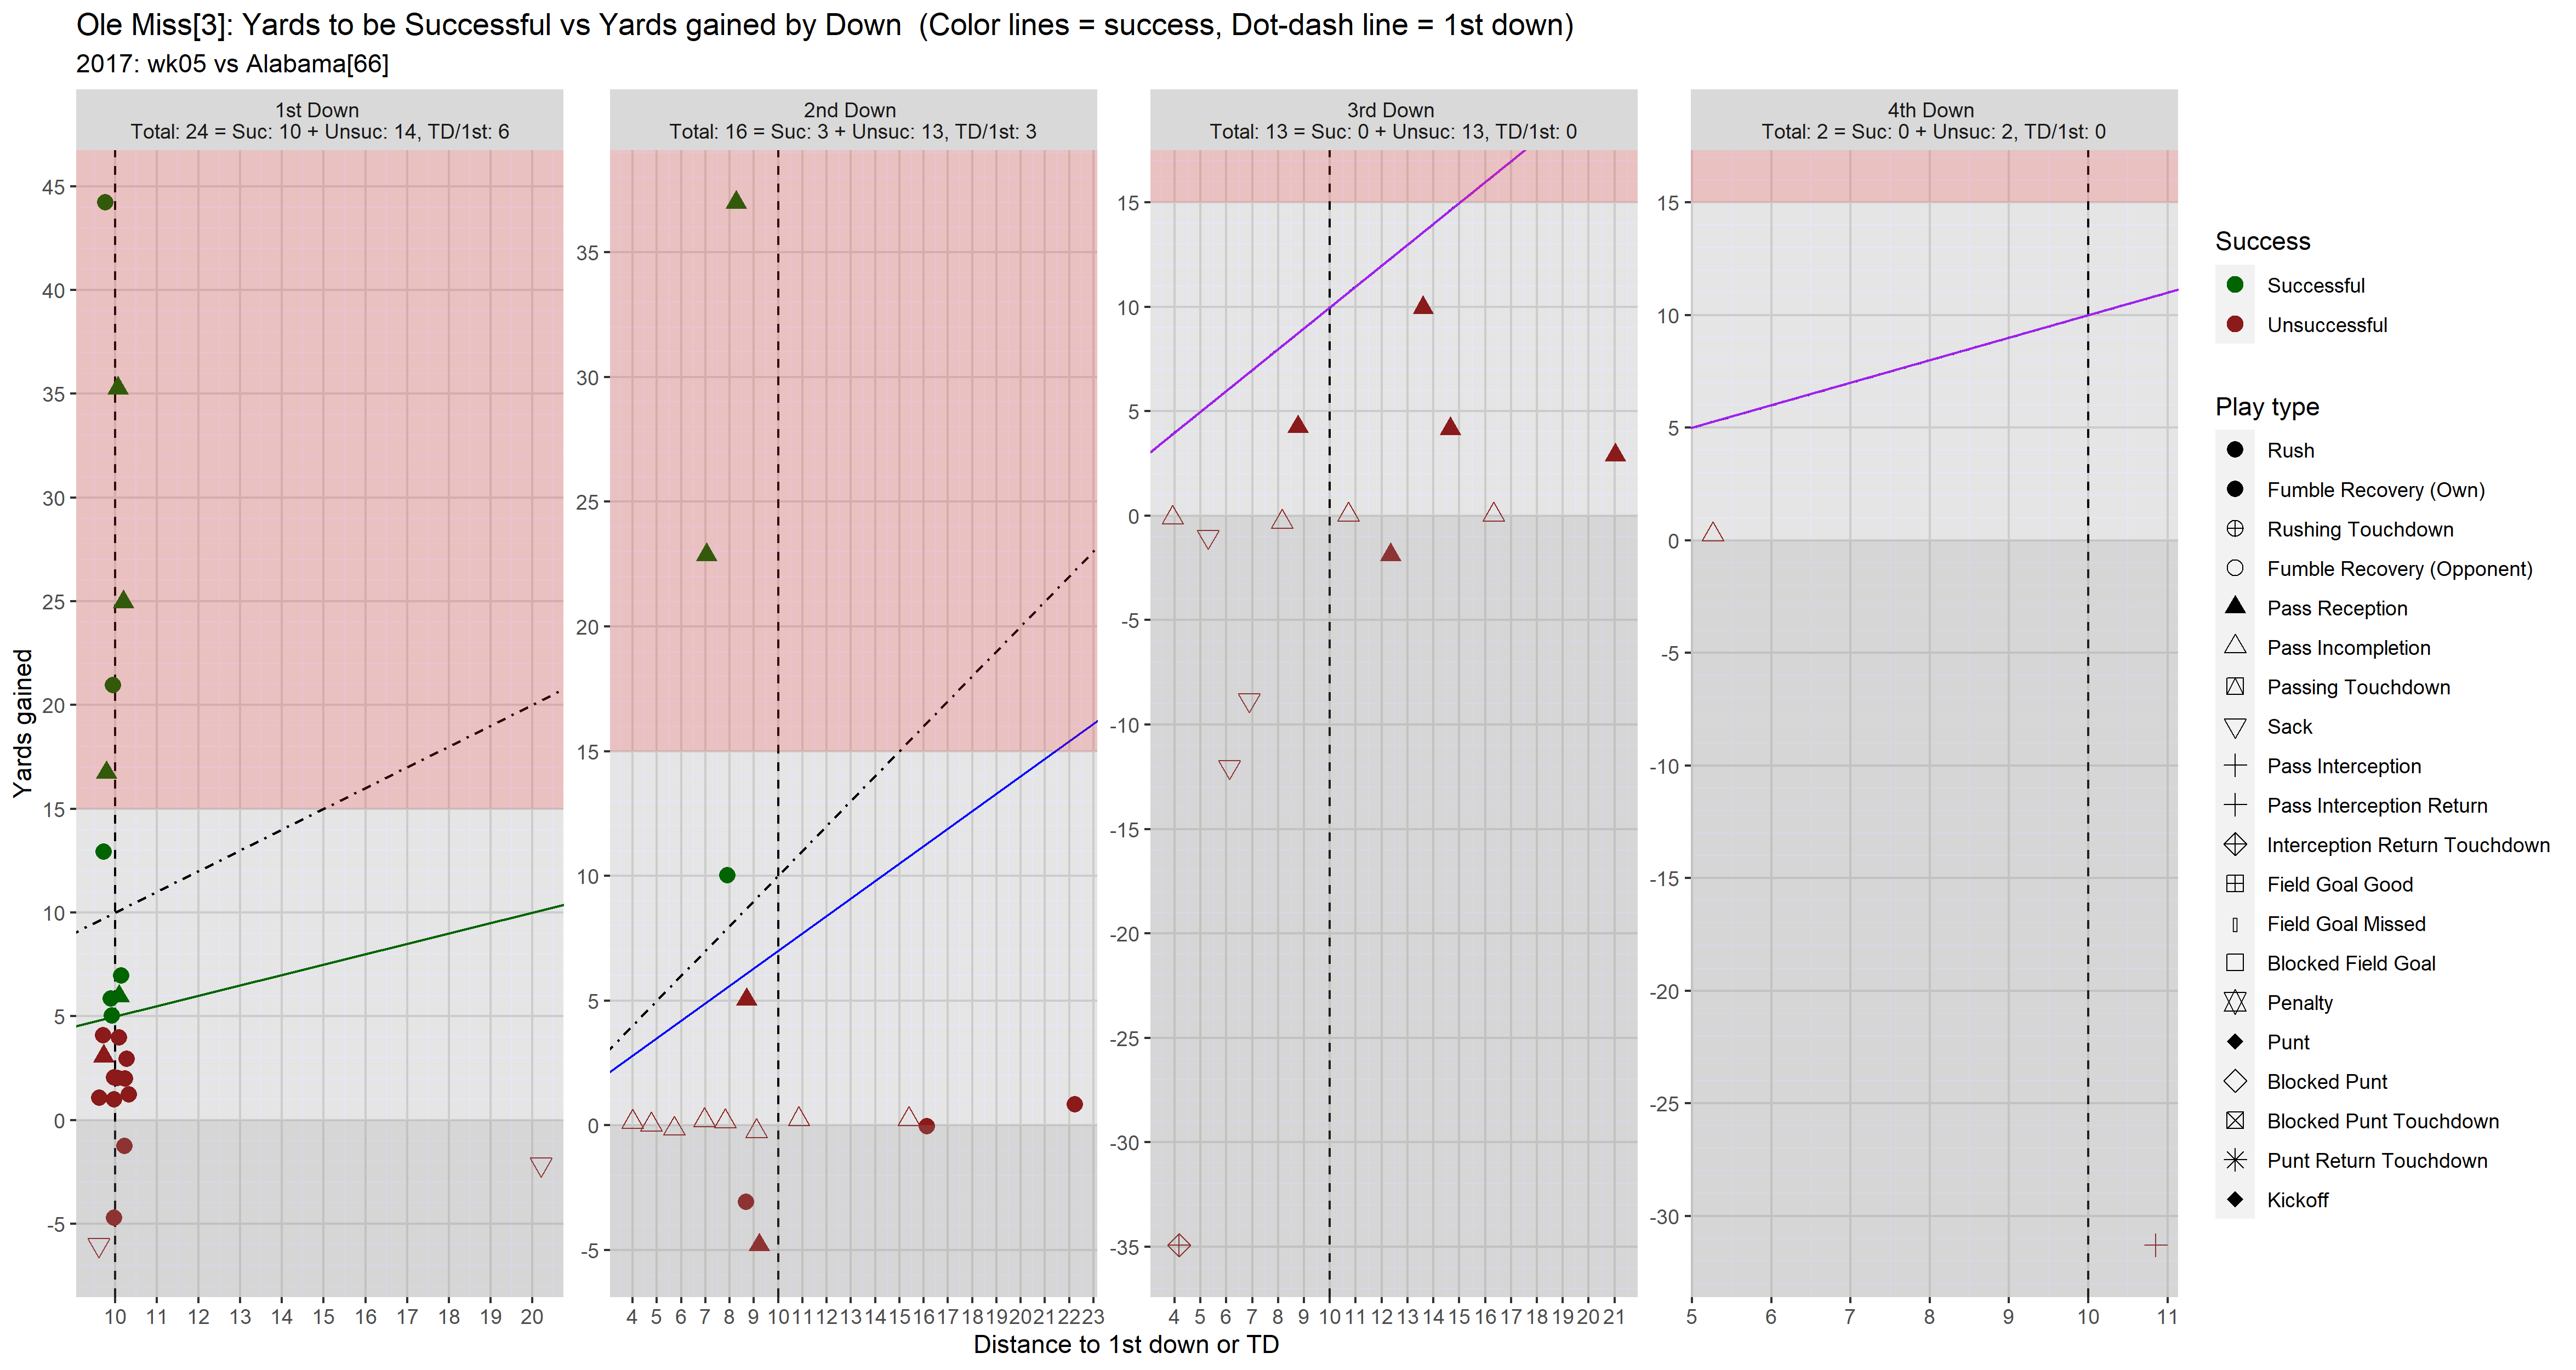 Ole Miss[3]: Yards to be Successful vs Yards gained by Down  (Color lines = success, Dot-dash line = 1st down)
2017: wk05 vs Alabama[66]
1st Down
Total: 24 = Suc: 10 + Unsuc: 14, TD/1st: 6
2nd Down
Total: 16 = Suc: 3 + Unsuc: 13, TD/1st: 3
3rd Down
Total: 13 = Suc: 0 + Unsuc: 13, TD/1st: 0
4th Down
Total: 2 = Suc: 0 + Unsuc: 2, TD/1st: 0
Yards gained
45
40
35
30
25
20
15
10
5
0
-5
10 11 12 13 14 15 16 17 18 19 20
35
30
25
20
15
10
5
0
-5
4 5 6 7 8 9 10 11 12 13 14 15 16 17 18 19 20 21 22 23
15
10
5
0
-5
-10
-15
-20
-25
-30
-35
4 5 6 7 8 9 10 11 12 13 14 15 16 17 18 19 20 21
15
10
5
0
-5
-10
-15
-20
-25
-30
5 6 7 8 9 10 11
Distance to 1st down or TD
Success
Successful
Unsuccessful
Play type
Rush
Fumble Recovery (Own)
Rushing Touchdown
Fumble Recovery (Opponent)
Pass Reception
Pass Incompletion
Passing Touchdown
Sack
Pass Interception
Pass Interception Return
Interception Return Touchdown
Field Goal Good
Field Goal Missed
Blocked Field Goal
Penalty
Punt
Blocked Punt
Blocked Punt Touchdown
Punt Return Touchdown
Kickoff